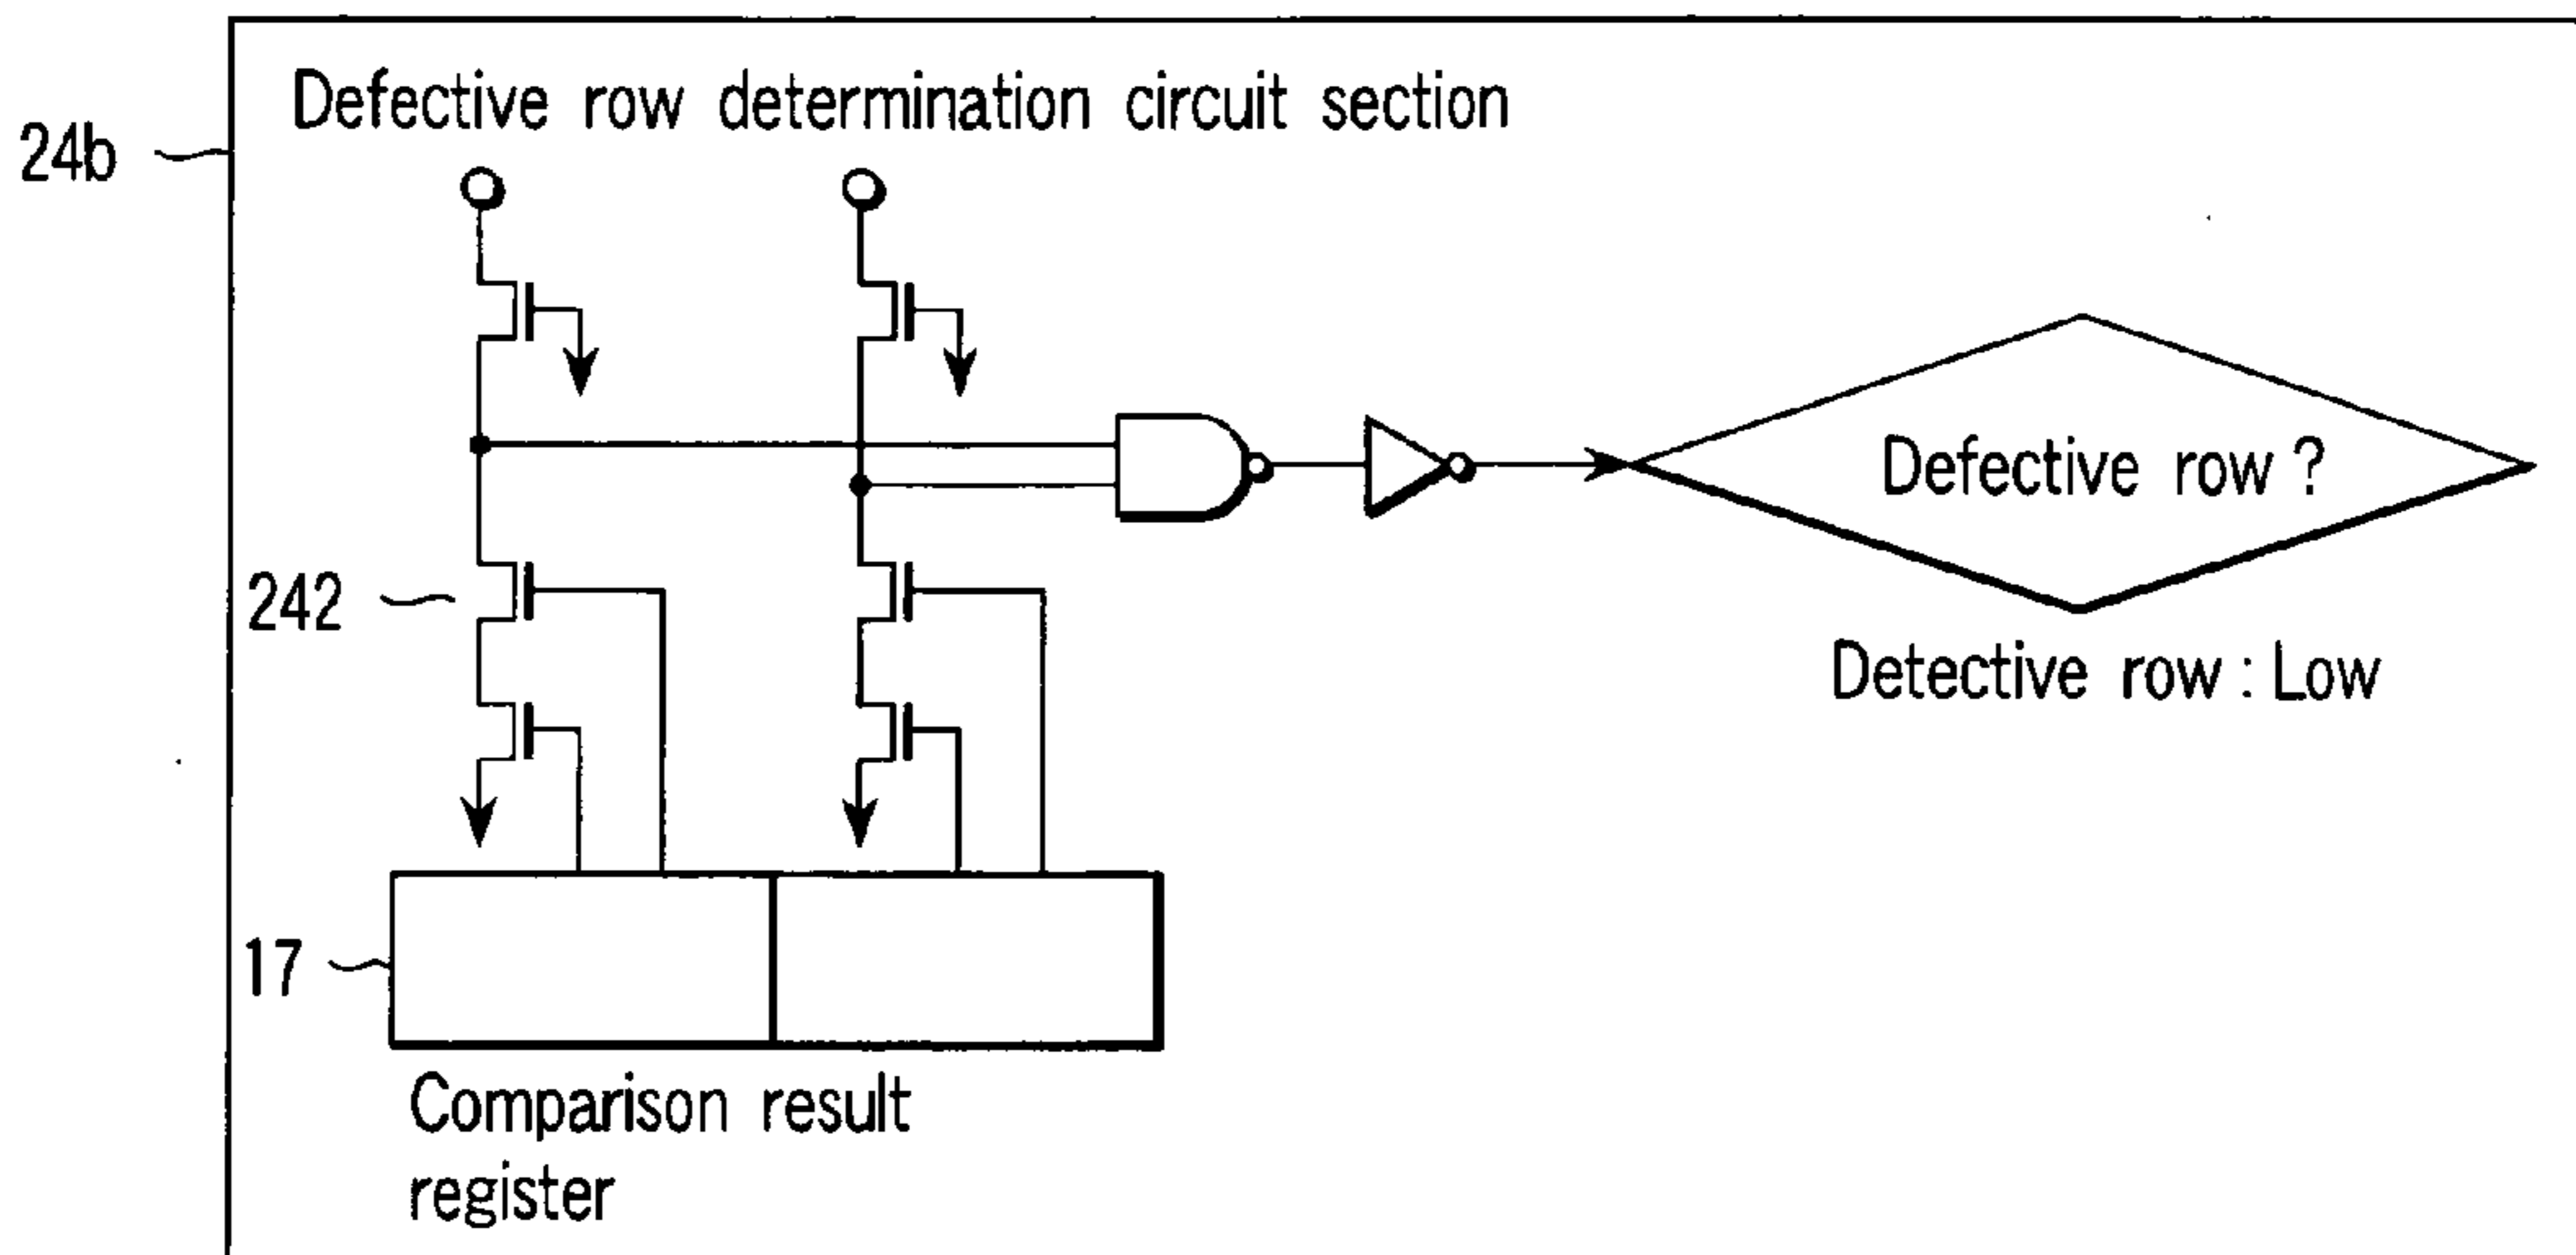 Defective row determination circuit section
24b
Defective row ?
242
Detective row : Low
17
Comparison result
register